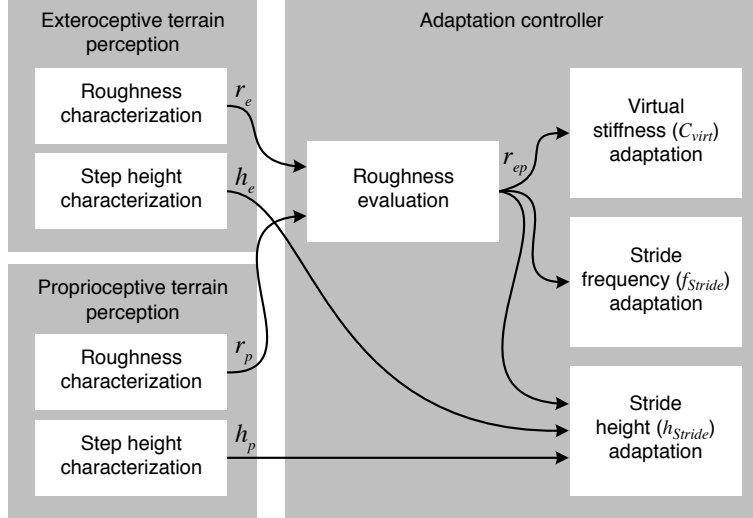 Exteroceptive terrain
perception
Roughness
characterization
r_e
Step height
characterization
h_e
Proprioceptive terrain
perception
Roughness
characterization
r_p
Step height
characterization
h_p
Adaptation controller
Roughness
evaluation
r_ep
Virtual
stiffness (C_virt)
adaptation
Stride
frequency (f_Stride)
adaptation
Stride
height (h_Stride)
adaptation